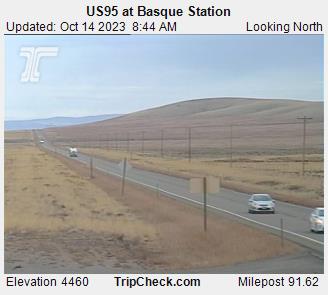 US95 at Basque Station
Updated: Oct 14 2023 8:44 AM Looking North
Elevation 4460 TripCheck.com Milepost 91.62